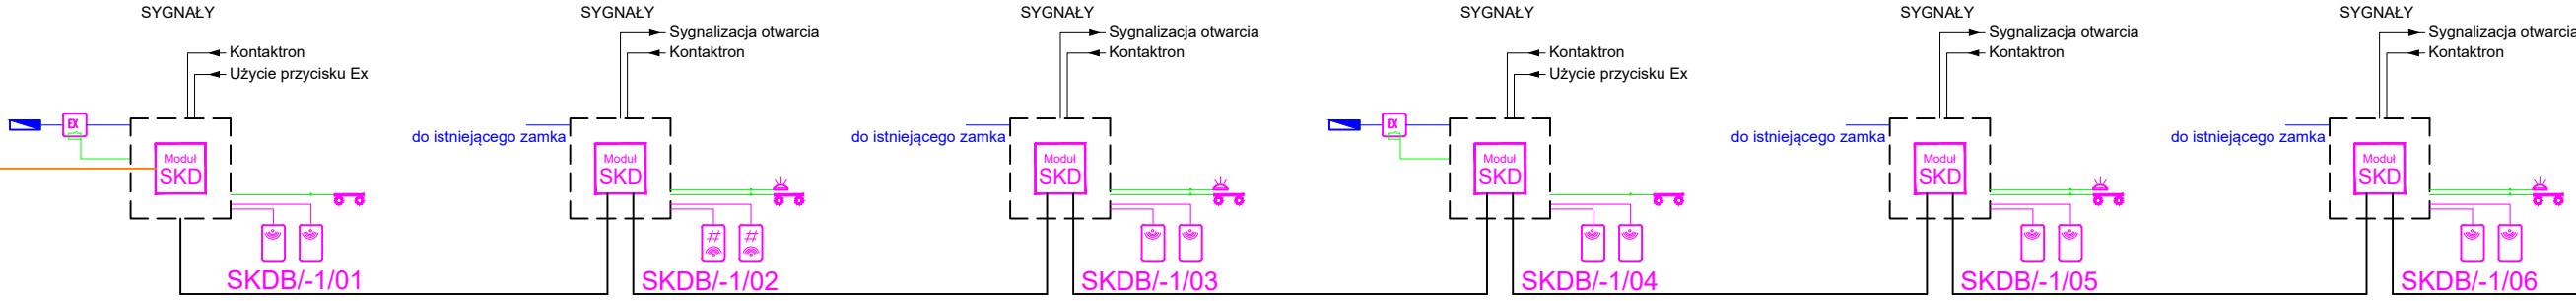 SYGNAŁY
Kontaktron
Użycie przycisku Ex
EX
Moduł
SKD
SKDB/-1/01
SYGNAŁY
Sygnalizacja otwarcia
Kontaktron
do istniejącego zamka
Moduł
SKD
#
#
SKDB/-1/02
SYGNAŁY
Sygnalizacja otwarcia
Kontaktron
do istniejącego zamka
Moduł
SKD
SKDB/-1/03
SYGNAŁY
Kontaktron
Użycie przycisku Ex
EX
Moduł
SKD
SKDB/-1/04
SYGNAŁY
Sygnalizacja otwarcia
Kontaktron
do istniejącego zamka
Moduł
SKD
SKDB/-1/05
SYGNAŁY
Sygnalizacja otwarcia
Kontaktron
do istniejącego zamka
Moduł
SKD
SKDB/-1/06